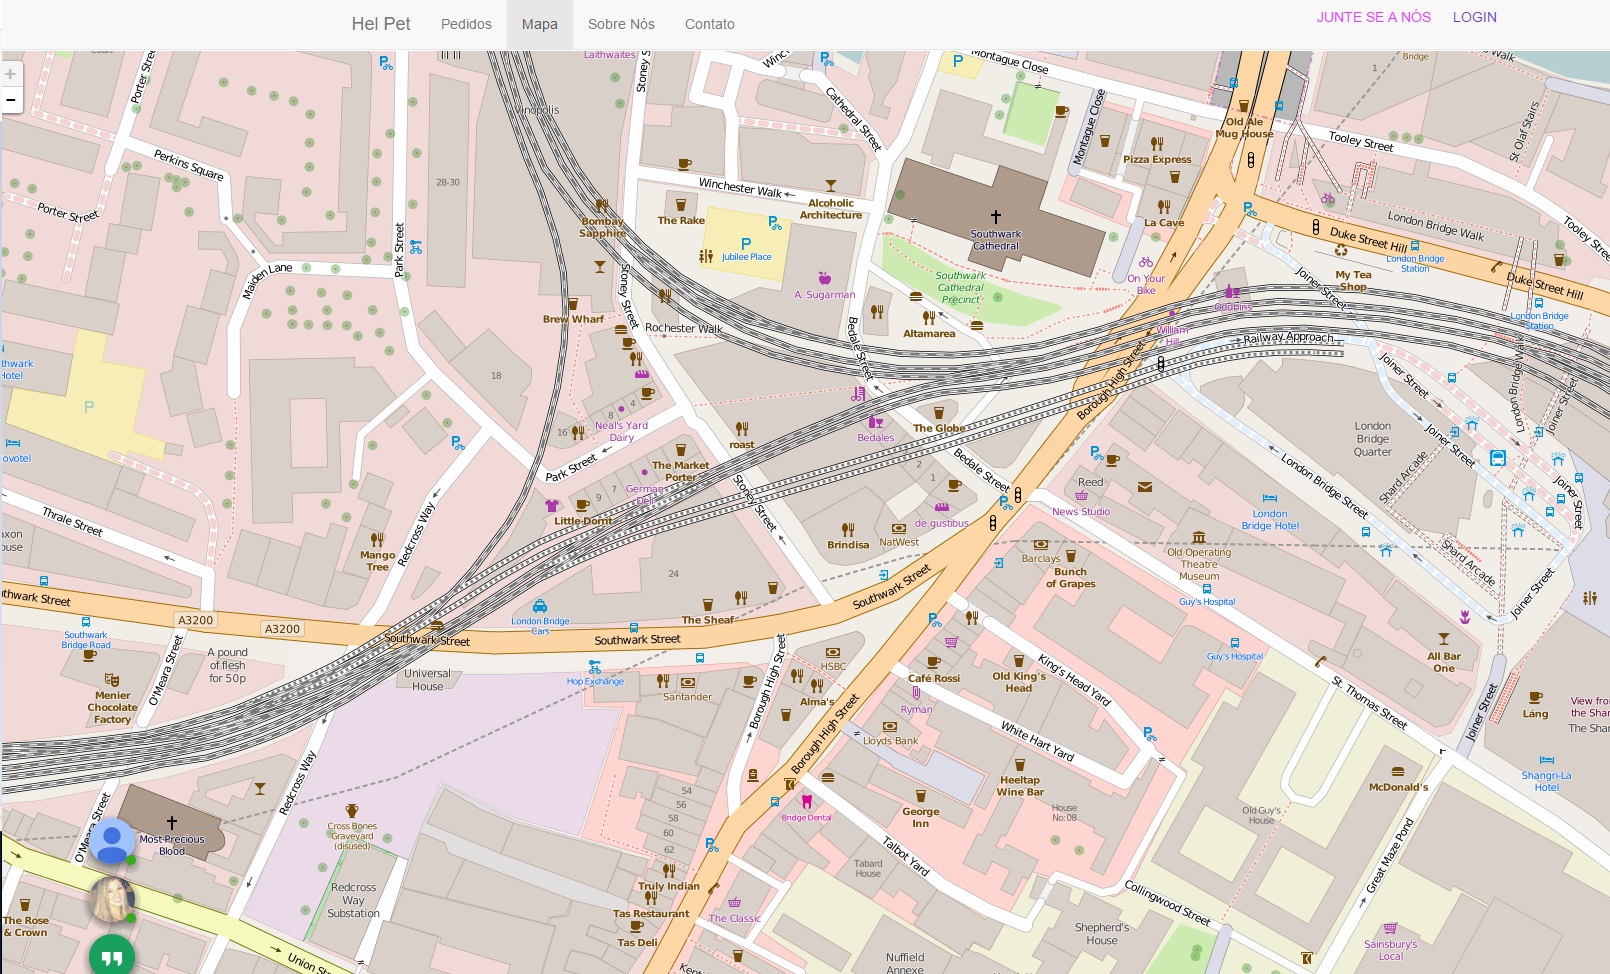 Hel Pet
Pedidos
Mapa
Sobre Nós
Contato
JUNTE SE A NÓS
LOGIN
+
−
Laithwaites
Vinopolis
Porter Street
Perkins Square
Porter Street
Maiden Lane
Park Street
28-30
Stoney Street
Bombay
Sapphire
Winchester Walk
The Rake
Alcoholic
Architecture
Jubilee Place
A. Sugarman
Cathedral Street
Montague Close
Montague Close
Southwark
Cathedral
Southwark
Cathedral
Precinct
Pizza Express
La Cave
Old Ale
Mug House
Bridge
1
Tooley Street
St Olaf Stairs
London Bridge Walk
Tooley Street
Duke Street Hill
London Bridge
Station
Duke Street Hill
London Bridge
Station
My Tea
Shop
On Your
Bike
Oddbins
William
Hill
Railway Approach
Joiner Street
Joiner Street
Joiner Street
Joiner Street
Joiner Street
Joiner Street
Joiner Street
London Bridge Walk
Brew Wharf
Stoney Street
Rochester Walk
Bedale Street
Altamarea
Borough High Street
18
4
8
16
Neal's Yard
Dairy
Park Street
roast
Bedales
The Globe
The Market
Porter
German
Deli
7
9
Little Dorrit
Stoney Street
Bedale Street
2
1
de gustibus
Brindisa
NatWest
Reed
News Studio
London
Bridge Hotel
London
Bridge
Quarter
London Bridge Street
Shard Arcade
Shard Arcade
Old Operating
Theatre
Museum
Barclays
Bunch
of Grapes
Guy's Hospital
Guy's Hospital
Thrale Street
Mango
Tree
Redcross Way
24
A3200
A3200
Southwark
Bridge Road
Southwark Street
London Bridge
Cars
Southwark Street
The Sheaf
Southwark Street
A pound
of flesh
for 50p
O'Meara Street
Menier
Chocolate
Factory
Universal
House
Hop Exchange
Santander
HSBC
Alma's
Borough High Street
Borough High Street
Café Rossi
Ryman
Lloyds Bank
Old King's
Head
King's Head Yard
White Hart Yard
Heeltap
Wine Bar
George
Inn
House
No:08
All Bar
One
St. Thomas Street
Láng
View from
the Shar
The Shar
Shangri-La
Hotel
McDonald's
Old Guy's
House
Great Maze Pond
Redcross Way
O'Meara Street
Most Precious
Blood
Cross Bones
Graveyard
(disused)
Redcross
Way
Substation
54
56
58
60
62
Bridge Dental
Talbot Yard
Tabard
House
Truly Indian
Tas Restaurant
Tas Deli
The Classic
Collingwood Street
Shepherd's
House
Nuffield
Annexe
Sainsbury's
Local
The Rose
& Crown